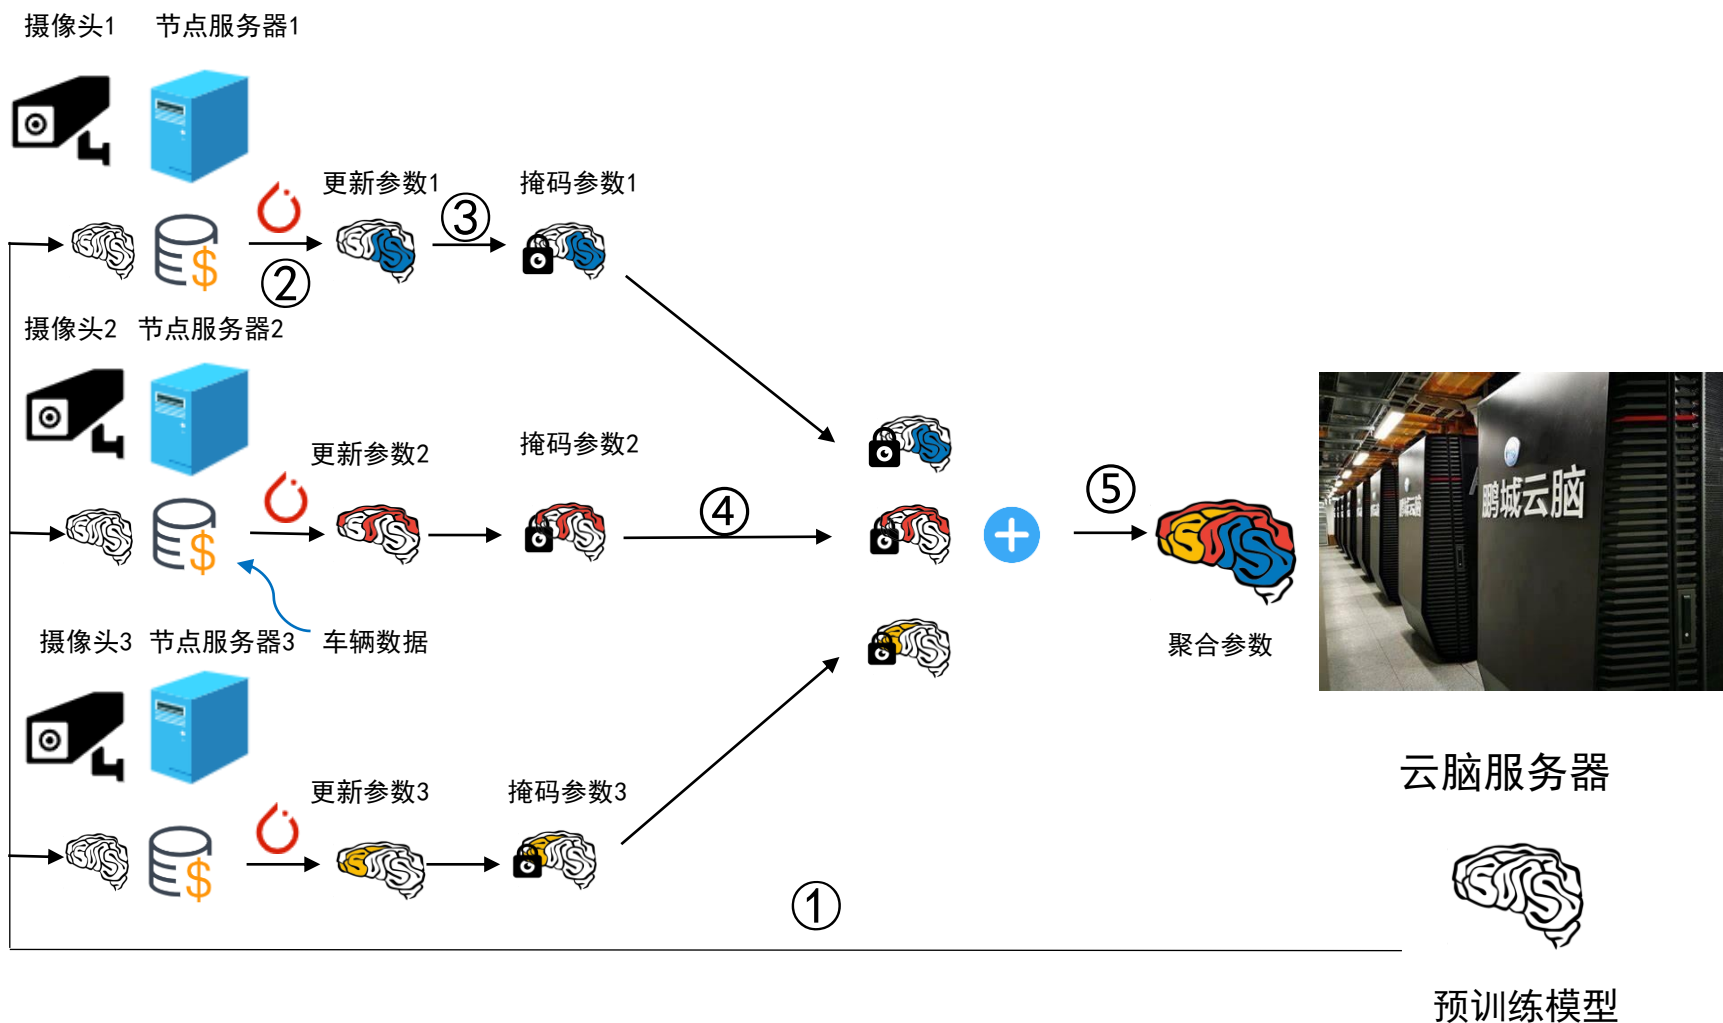 摄像头1 节点服务器1
更新参数1 ③ 掩码参数1
②
摄像头2 节点服务器2
更新参数2 掩码参数2
④ ⑤
鹏城云脑
摄像头3 节点服务器3 车辆数据
聚合参数
云脑服务器
更新参数3 掩码参数3
①
预训练模型